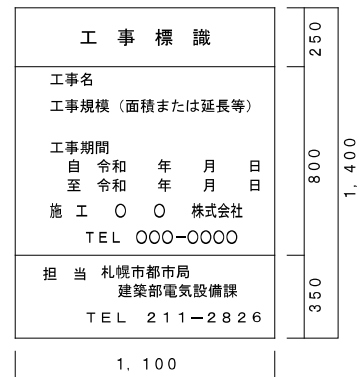 工 事 標 識
工事名
工事規模（面積または延長等）
工事期間
自 令和 年 月 日
至 令和 年 月 日
施 工 ○ ○ 株式会社
ＴＥＬ ○○○－○○○○
担 当 札幌市都市局
建築部電気設備課
ＴＥＬ ２１１－２８２６
２５０
８００
３５０
１，４００
１，１００